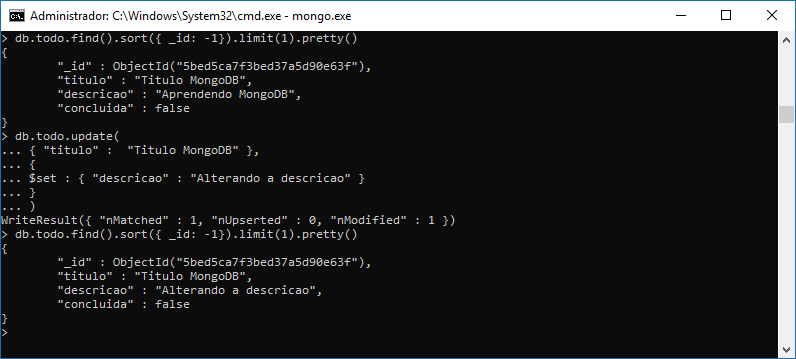 Administrador: C:\Windows\System32\cmd.exe - mongo.exe
> db.todo.find().sort({ _id: -1}).limit(1).pretty()
{
        "_id" : ObjectId("5bed5ca7f3bed37a5d90e63f"),
        "titulo" : "Titulo MongoDB",
        "descricao" : "Aprendendo MongoDB",
        "concluida" : false
}
> db.todo.update(
... { "titulo" :  "Titulo MongoDB" },
... {
... $set : { "descricao" : "Alterando a descricao" }
... }
... )
WriteResult({ "nMatched" : 1, "nUpserted" : 0, "nModified" : 1 })
> db.todo.find().sort({ _id: -1}).limit(1).pretty()
{
        "_id" : ObjectId("5bed5ca7f3bed37a5d90e63f"),
        "titulo" : "Titulo MongoDB",
        "descricao" : "Alterando a descricao",
        "concluida" : false
}
>